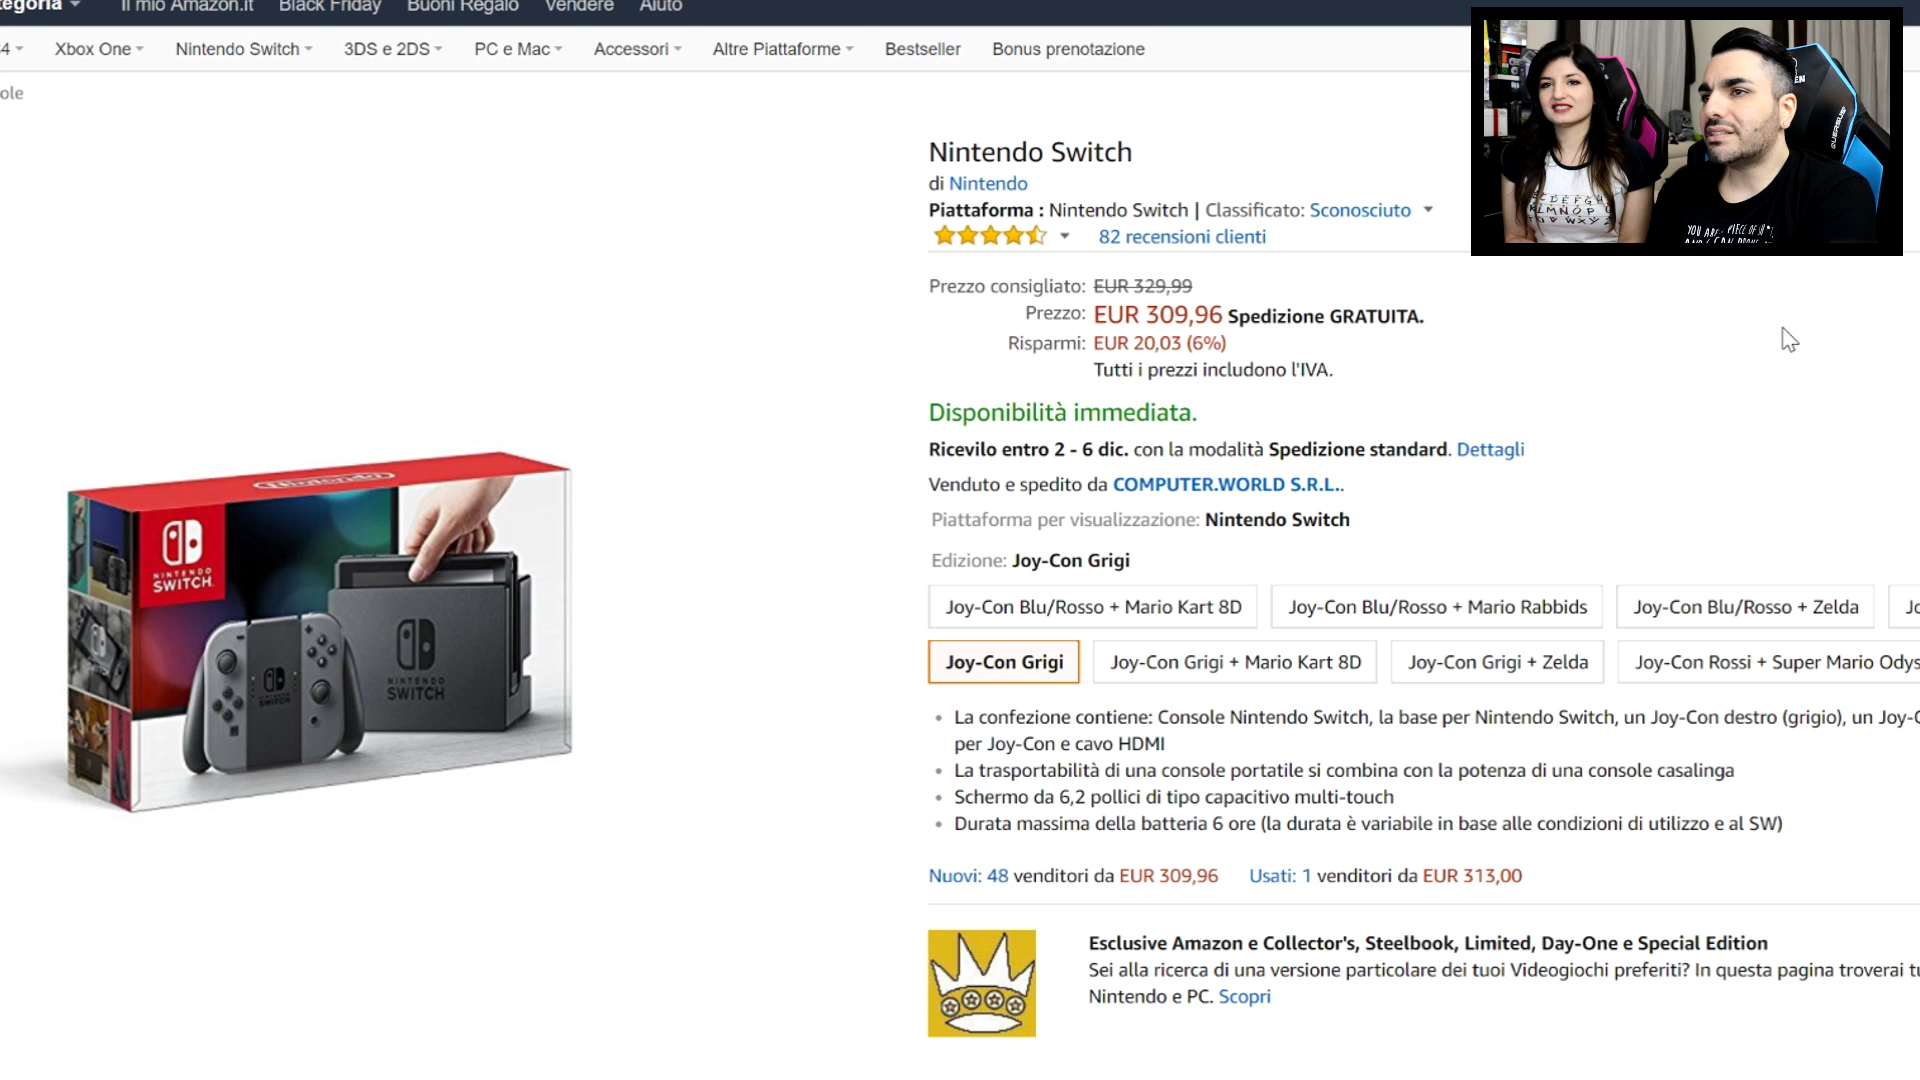 Il mio Amazon.it Black Friday Buoni Regalo Vendere Aiuto
Xbox One Nintendo Switch 3DS e 2DS PC e Mac Accessori Altre Piattaforme Bestseller Bonus prenotazione
Nintendo Switch
di Nintendo
Piattaforma : Nintendo Switch | Classificato: Sconosciuto
82 recensioni clienti
Prezzo consigliato: EUR 329,99
Prezzo: EUR 309,96 Spedizione GRATUITA.
Risparmi: EUR 20,03 (6%)
Tutti i prezzi includono l'IVA.
Disponibilità immediata.
Ricevilo entro 2 - 6 dic. con la modalità Spedizione standard. Dettagli
Venduto e spedito da COMPUTER.WORLD S.R.L..
Piattaforma per visualizzazione: Nintendo Switch
Edizione: Joy-Con Grigi
Joy-Con Blu/Rosso + Mario Kart 8D Joy-Con Blu/Rosso + Mario Rabbids Joy-Con Blu/Rosso + Zelda
Joy-Con Grigi Joy-Con Grigi + Mario Kart 8D Joy-Con Grigi + Zelda Joy-Con Rossi + Super Mario Odys
La confezione contiene: Console Nintendo Switch, la base per Nintendo Switch, un Joy-Con destro (grigio), un Joy-C
per Joy-Con e cavo HDMI
La trasportabilità di una console portatile si combina con la potenza di una console casalinga
Schermo da 6,2 pollici di tipo capacitivo multi-touch
Durata massima della batteria 6 ore (la durata è variabile in base alle condizioni di utilizzo e al SW)
Nuovi: 48 venditori da EUR 309,96 Usati: 1 venditori da EUR 313,00
Esclusive Amazon e Collector's, Steelbook, Limited, Day-One e Special Edition
Sei alla ricerca di una versione particolare dei tuoi Videogiochi preferiti? In questa pagina troverai tu
Nintendo e PC. Scopri
Nintendo
NINTENDO
SWITCH
NINTENDO
SWITCH
YOU ARE